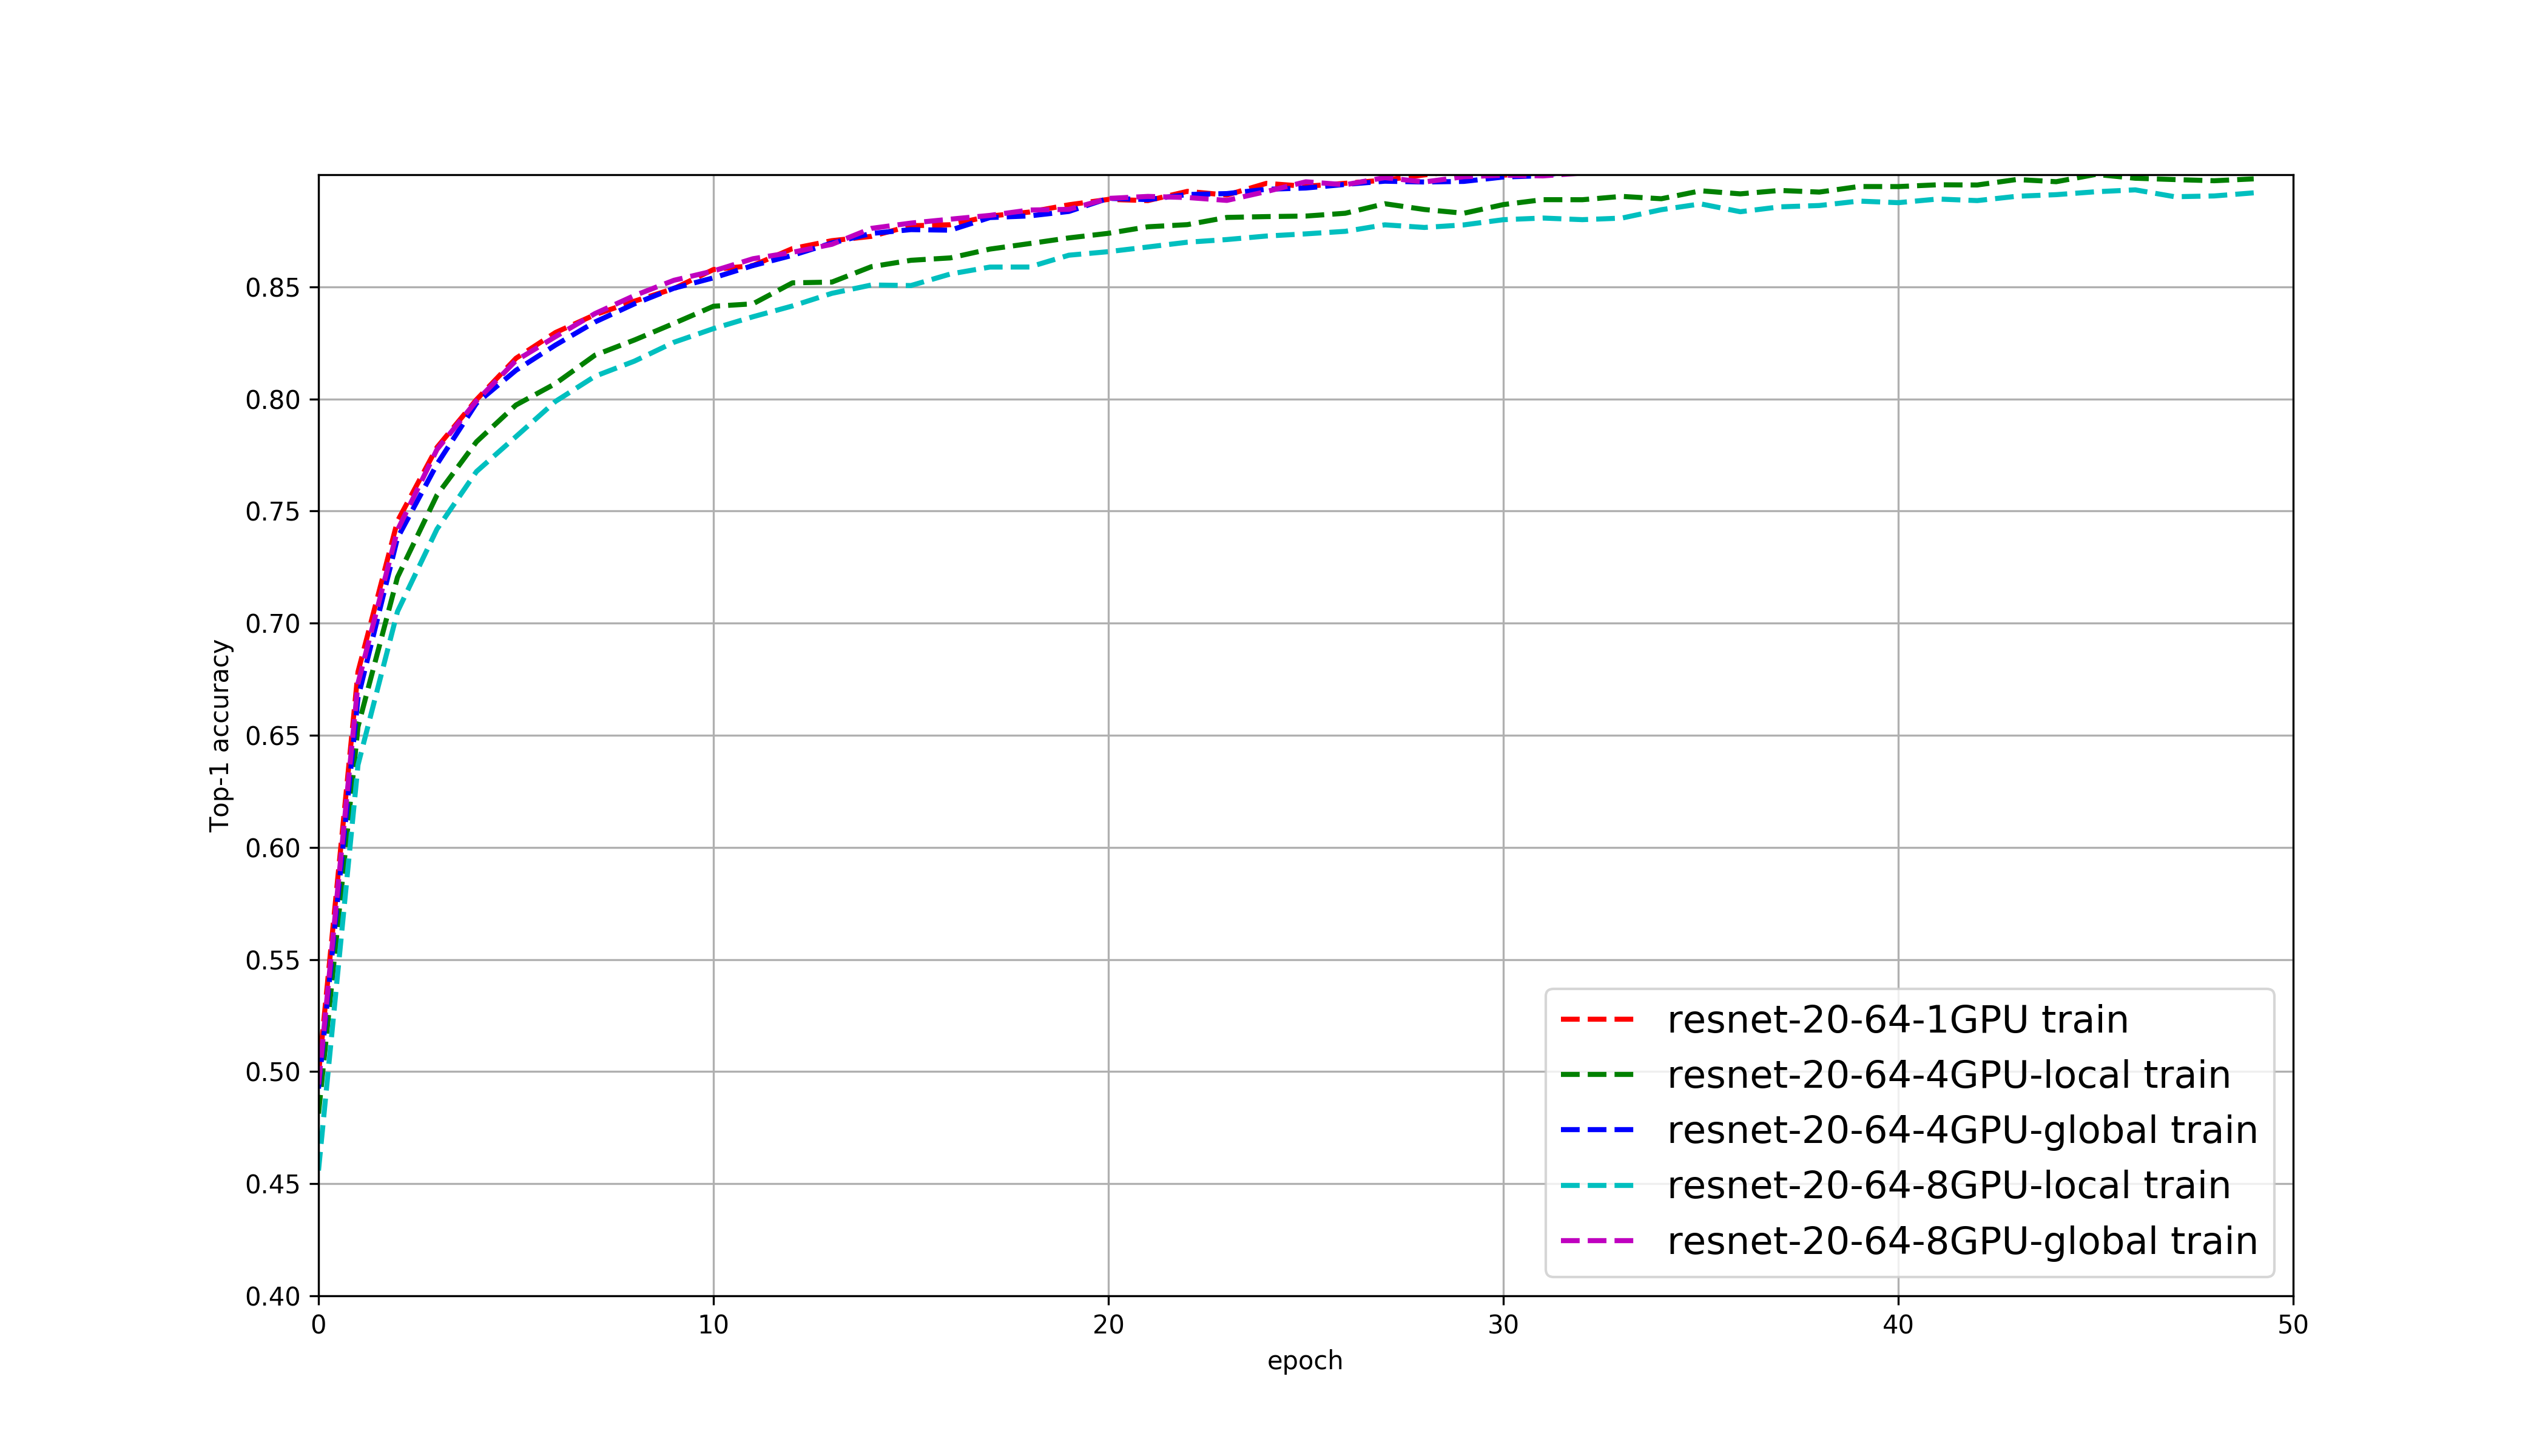 0.85
0.80
0.75
0.70
0.65
0.60
0.55
0.50
0.45
0.40
Top-1 accuracy
0 10 20 30 40 50
epoch
resnet-20-64-1GPU train
resnet-20-64-4GPU-local train
resnet-20-64-4GPU-global train
resnet-20-64-8GPU-local train
resnet-20-64-8GPU-global train